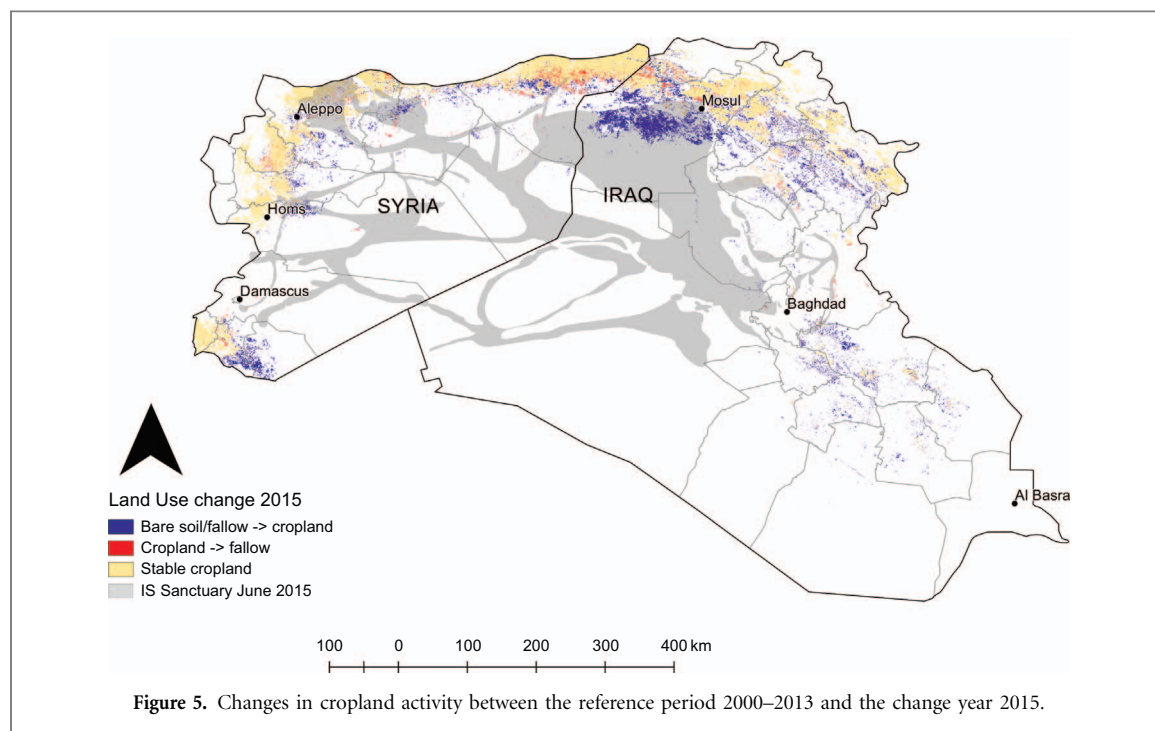 Aleppo
Mosul
Homs
SYRIA
IRAQ
Damascus
Baghdad
Al Basra
Land Use change 2015
Bare soil/fallow -> cropland
Cropland -> fallow
Stable cropland
IS Sanctuary June 2015
100 0 100 200 300 400 km
Figure 5. Changes in cropland activity between the reference period 2000–2013 and the change year 2015.